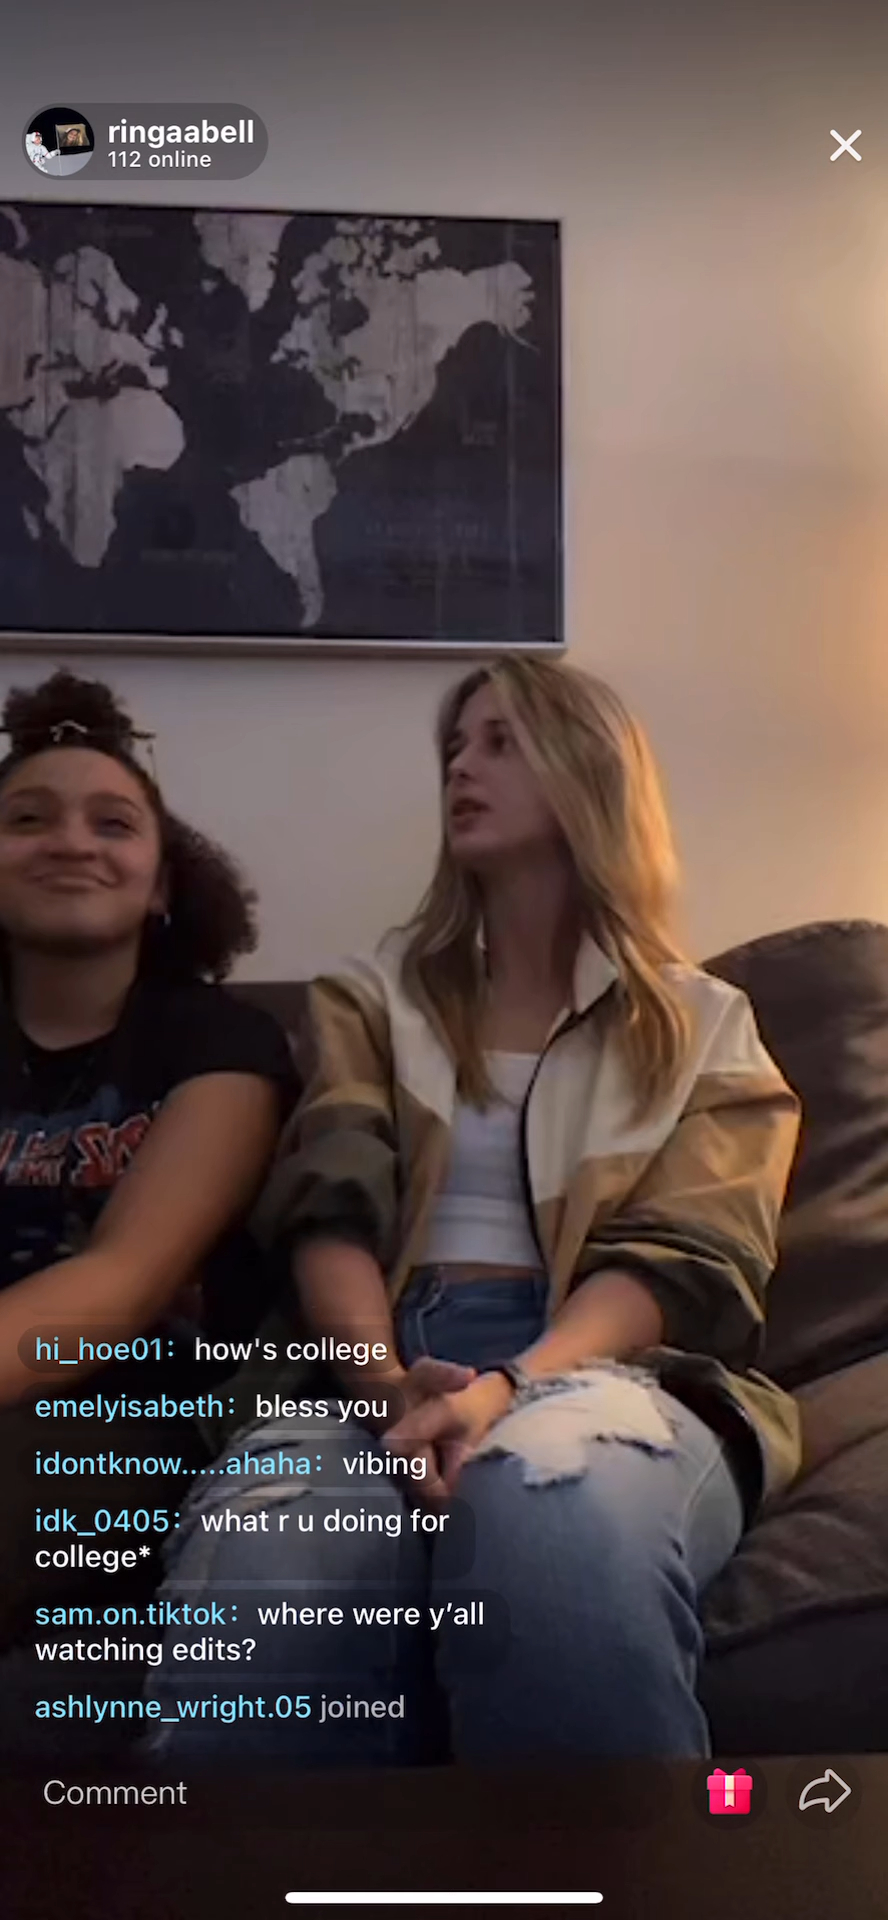 ringaabell
112 online
hi_hoe01: how's college
emelyisabeth: bless you
idontknow.....ahaha: vibing
idk_0405: what r u doing for
college*
sam.on.tiktok: where were y’all
watching edits?
ashlynne_wright.05 joined
Comment